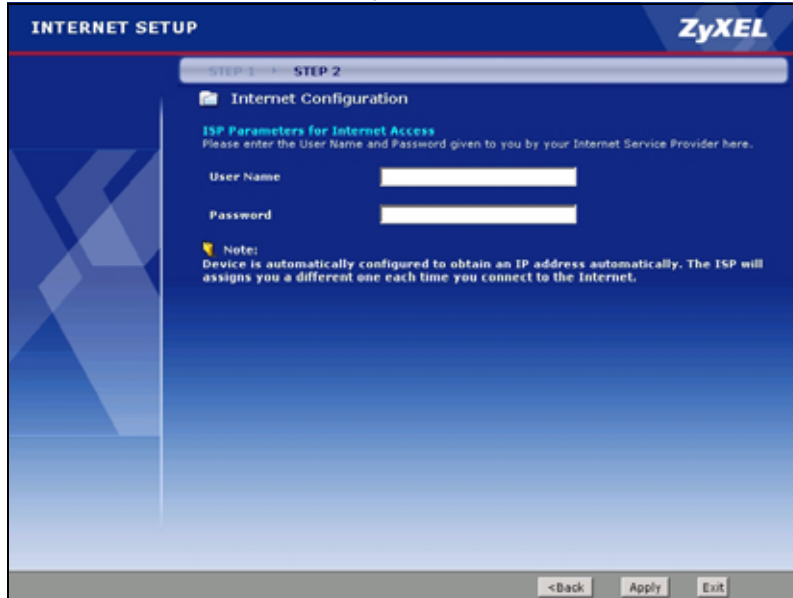 INTERNET SETUP
ZyXEL
STEP 1 STEP 2
Internet Configuration
ISP Parameters for Internet Access
Please enter the User Name and Password given to you by your Internet Service Provider here.
User Name
Password
Note:
Device is automatically configured to obtain an IP address automatically. The ISP will
assigns you a different one each time you connect to the Internet.
<Back Apply Exit